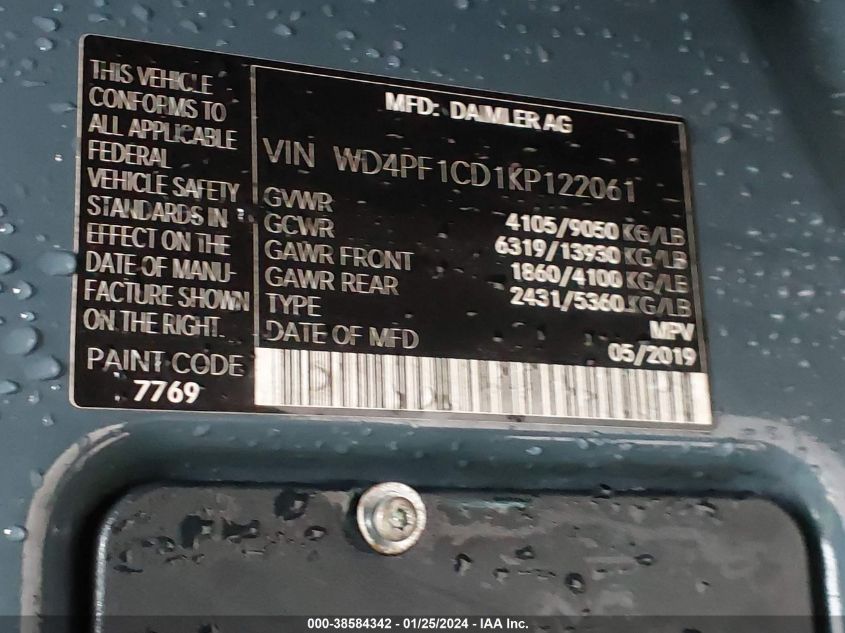 THIS VEHICLE
CONFORMS TO
ALL APPLICABLE
FEDERAL
VEHICLE SAFETY
STANDARDS IN
EFFECT ON THE
DATE OF MANU-
FACTURE SHOWN
ON THE RIGHT.
PAINT CODE
7769
MFD: DAIMLER AG
VIN WD4PF1CD1KP122061
GVWR 4105/9050 KG/LB
GCWR 6319/13930 KG/LB
GAWR FRONT 1860/4100 KG/LB
GAWR REAR 2431/5360 KG/LB
TYPE MPV
DATE OF MFD 05/2019
000-38584342 - 01/25/2024 - IAA Inc.